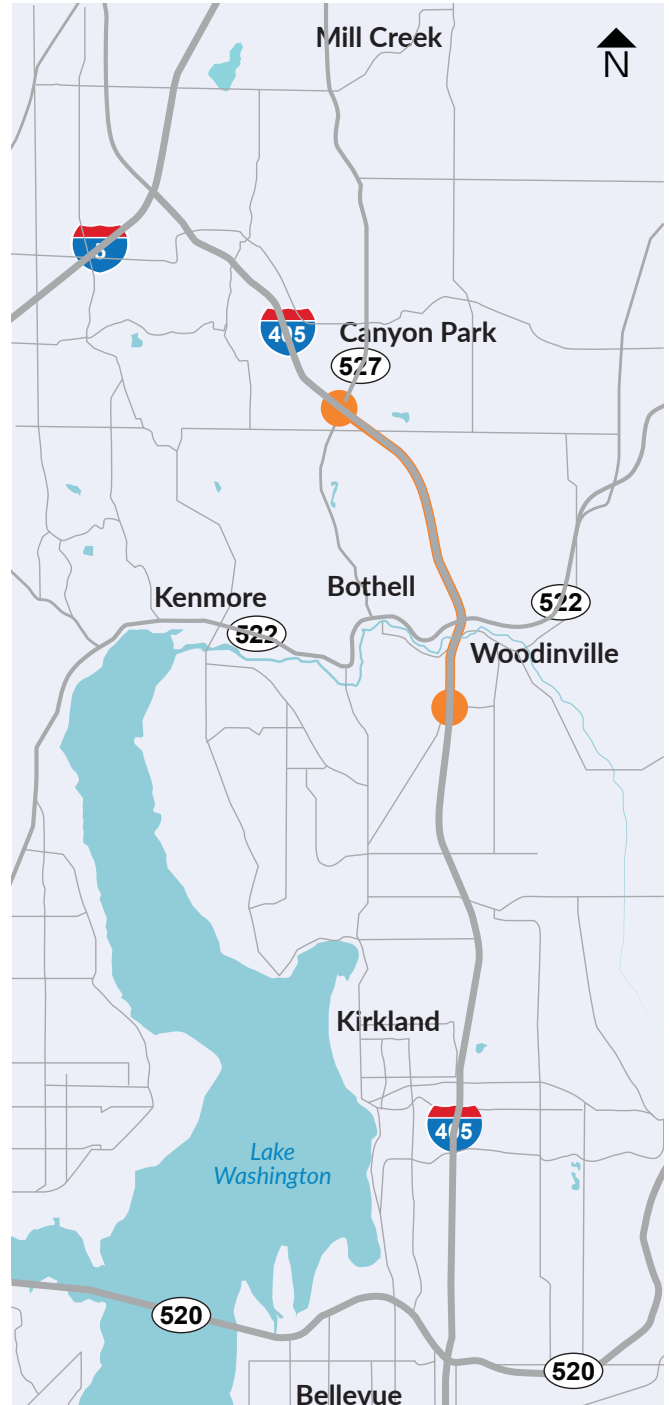 Mill Creek
N
5
405
Canyon Park
527
Bothell
Kenmore
522
522
Woodinville
Kirkland
405
Lake
Washington
520
520
Bellevue